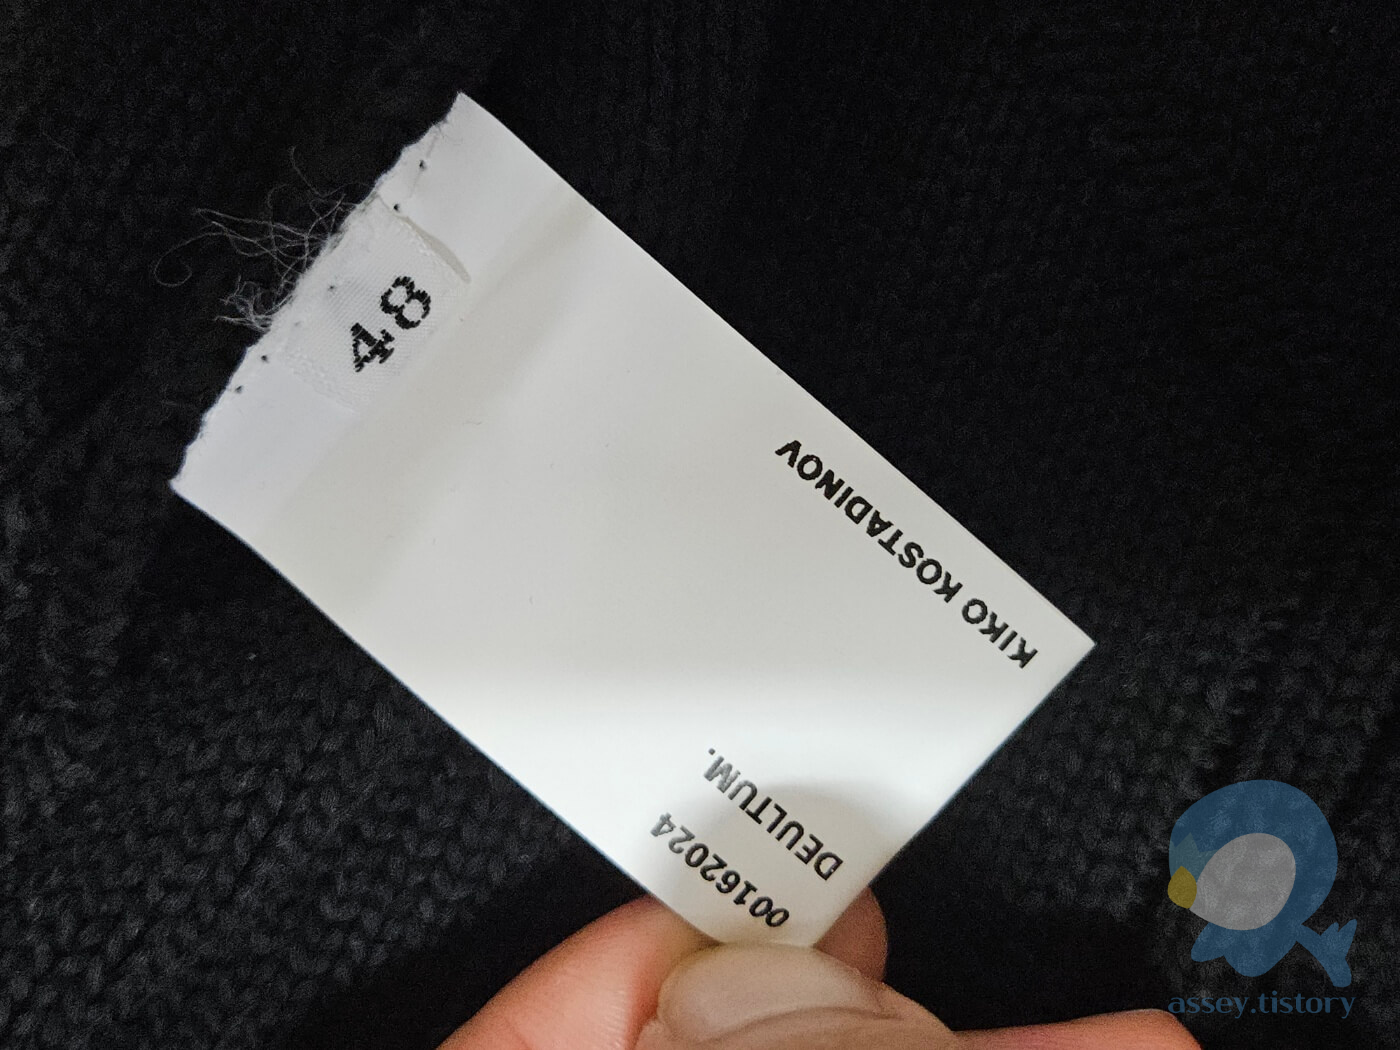 48
KIKO KOSTADINOV
DEULTUM.
00162024
assey.tistory